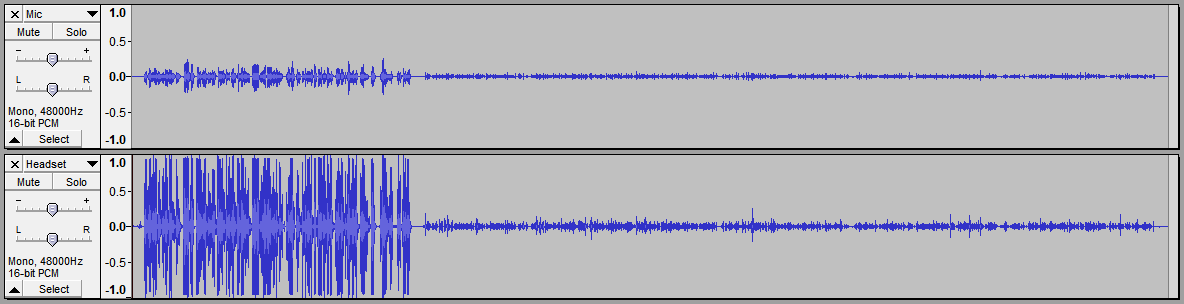 × Mic ▼ 1.0
Mute Solo
0.5
- +
0.0
L R
Mono, 48000Hz
-0.5
16-bit PCM
▲ Select -1.0
× Headset ▼ 1.0
Mute Solo
0.5
- +
0.0
L R
Mono, 48000Hz
-0.5
16-bit PCM
▲ Select -1.0